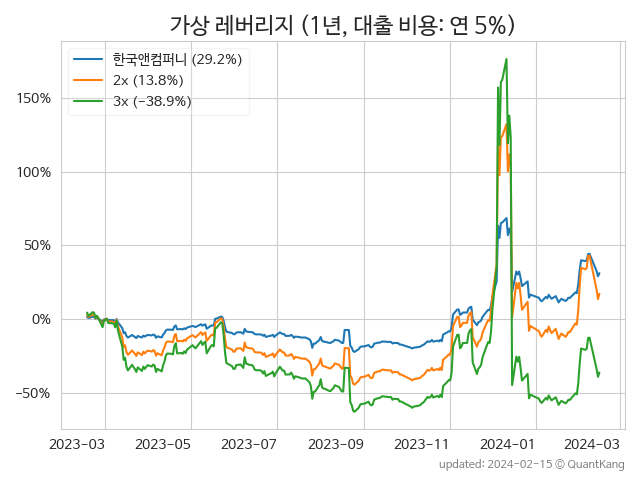 가상 레버리지 (1년, 대출 비용: 연 5%)
한국앤컴퍼니 (29.2%)
2x (13.8%)
3x (−38.9%)
150%
100%
50%
0%
−50%
2023-03 2023-05 2023-07 2023-09 2023-11 2024-01 2024-03
updated: 2024-02-15 © QuantKang